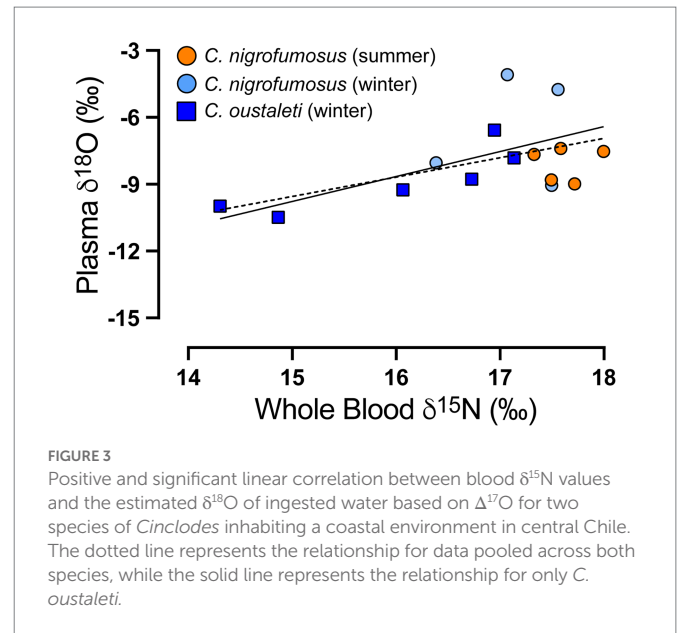 -3
-6
-9
-12
-15
Plasma δ18O (‰)
C. nigrofumosus (summer)
C. nigrofumosus (winter)
C. oustaleti (winter)
14 15 16 17 18
Whole Blood δ15N (‰)
FIGURE 3
Positive and significant linear correlation between blood δ15N values
and the estimated δ18O of ingested water based on Δ17O for two
species of Cinclodes inhabiting a coastal environment in central Chile.
The dotted line represents the relationship for data pooled across both
species, while the solid line represents the relationship for only C.
oustaleti.